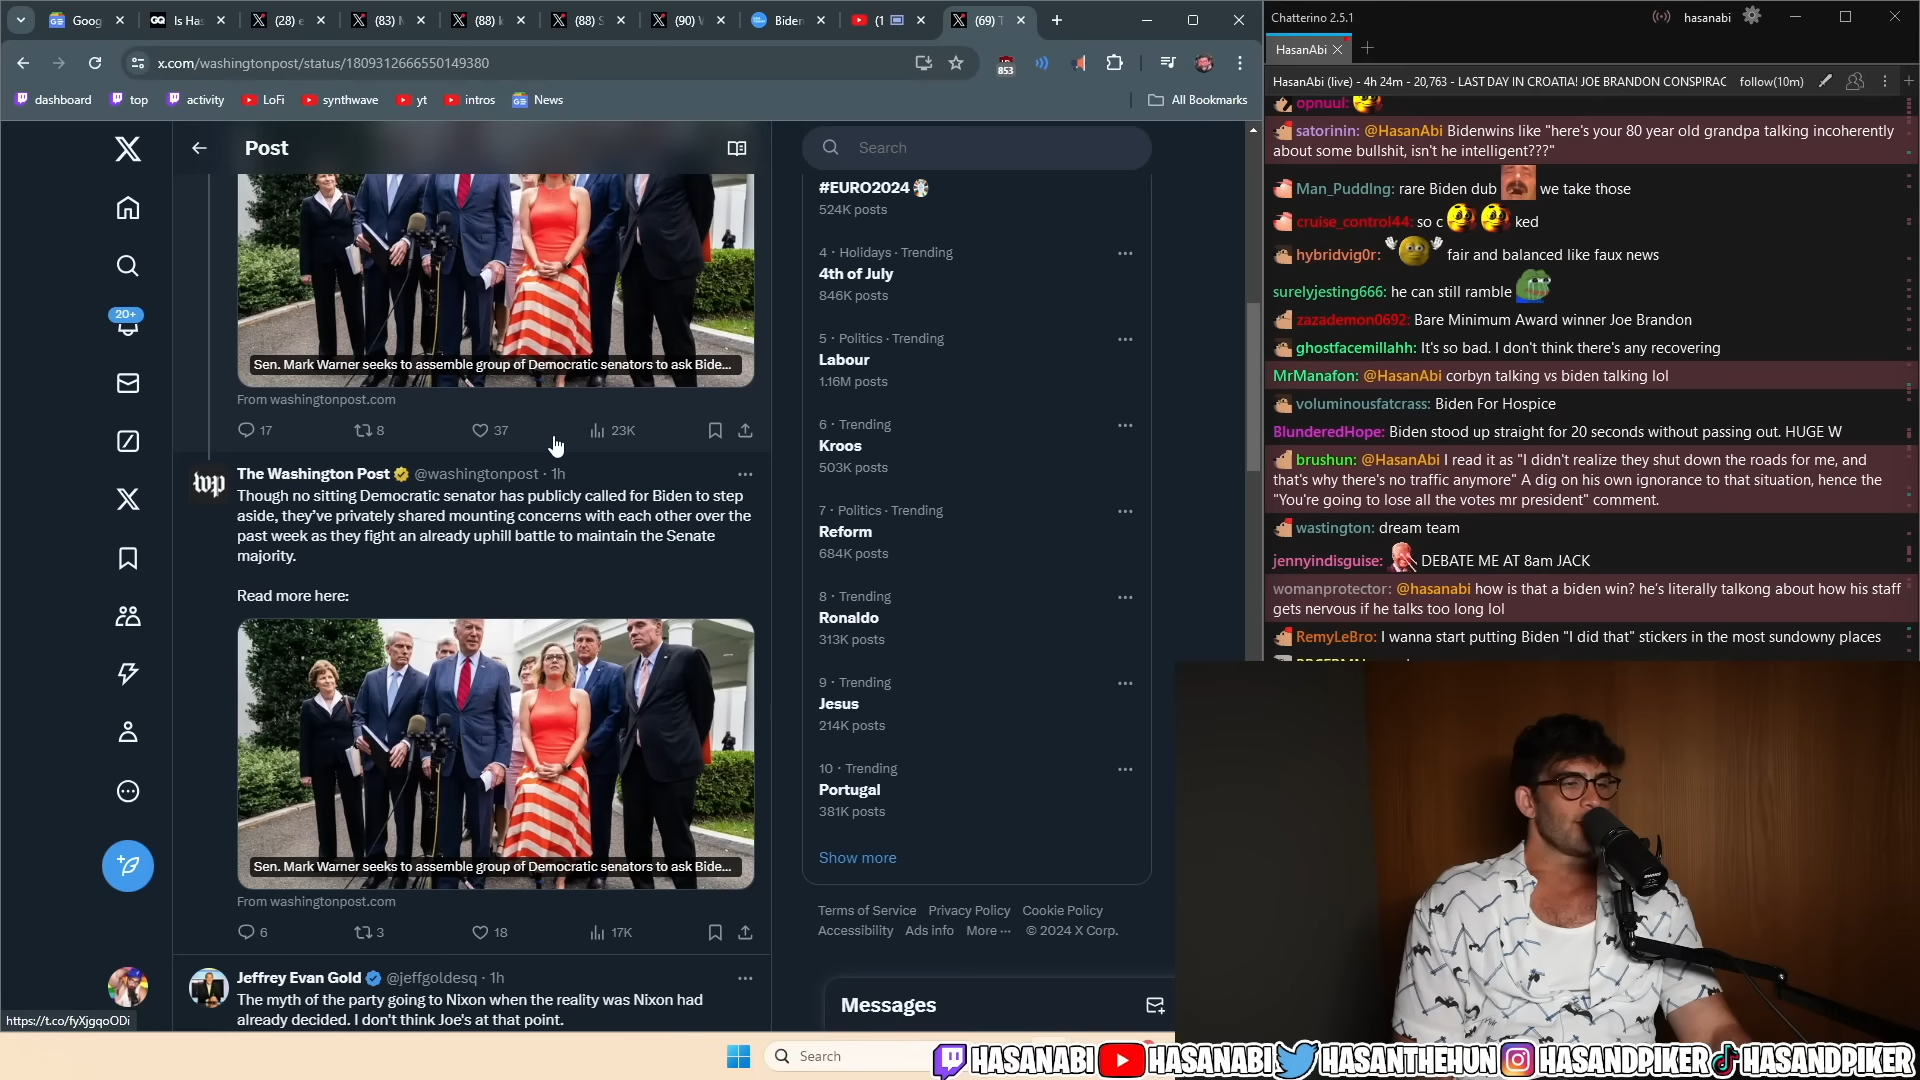 Goog
Is Has
(28) e
(83) N
(88) k
(88) S
(90) V
Biden
(1
(69) T
x.com/washingtonpost/status/1809312666550149380
853
dashboard
top
activity
LoFi
synthwave
yt
intros
News
All Bookmarks
Post
Sen. Mark Warner seeks to assemble group of Democratic senators to ask Bide...
From washingtonpost.com
17
8
37
23K
20+
wp
The Washington Post @washingtonpost · 1h
Though no sitting Democratic senator has publicly called for Biden to step
aside, they've privately shared mounting concerns with each other over the
past week as they fight an already uphill battle to maintain the Senate
majority.
Read more here:
Sen. Mark Warner seeks to assemble group of Democratic senators to ask Bide...
From washingtonpost.com
6
3
18
17K
Jeffrey Evan Gold @jeffgoldesq · 1h
The myth of the party going to Nixon when the reality was Nixon had
already decided. I don't think Joe's at that point.
https://t.co/fyXjgqoODi
Search
#EURO2024
524K posts
4 · Holidays · Trending
4th of July
846K posts
5 · Politics · Trending
Labour
1.16M posts
6 · Trending
Kroos
503K posts
7 · Politics · Trending
Reform
684K posts
8 · Trending
Ronaldo
313K posts
9 · Trending
Jesus
214K posts
10 · Trending
Portugal
381K posts
Show more
Terms of Service Privacy Policy Cookie Policy
Accessibility Ads info More ··· © 2024 X Corp.
Messages
Search
Chatterino 2.5.1
hasanabi
HasanAbi
HasanAbi (live) - 4h 24m - 20,763 - LAST DAY IN CROATIA! JOE BRANDON CONSPIRAC
follow(10m)
opnuul:
satorinin: @HasanAbi Bidenwins like "here's your 80 year old grandpa talking incoherently
about some bullshit, isn't he intelligent???"
Man_PuddIng: rare Biden dub we take those
cruise_control44: so c ked
hybridvig0r: fair and balanced like faux news
surelyjesting666: he can still ramble
zazademon0692: Bare Minimum Award winner Joe Brandon
ghostfacemillahh: It's so bad. I don't think there's any recovering
MrManafon: @HasanAbi corbyn talking vs biden talking lol
voluminousfatcrass: Biden For Hospice
BlunderedHope: Biden stood up straight for 20 seconds without passing out. HUGE W
brushun: @HasanAbi I read it as "I didn't realize they shut down the roads for me, and
that's why there's no traffic anymore" A dig on his own ignorance to that situation, hence the
"You're going to lose all the votes mr president" comment.
wastington: dream team
jennyindisguise: DEBATE ME AT 8am JACK
womanprotector: @hasanabi how is that a biden win? he's literally talkong about how his staff
gets nervous if he talks too long lol
RemyLeBro: I wanna start putting Biden "I did that" stickers in the most sundowny places
HASANABI
HASANABI
HASANTHEHUN
HASANDPIKER
HASANDPIKER